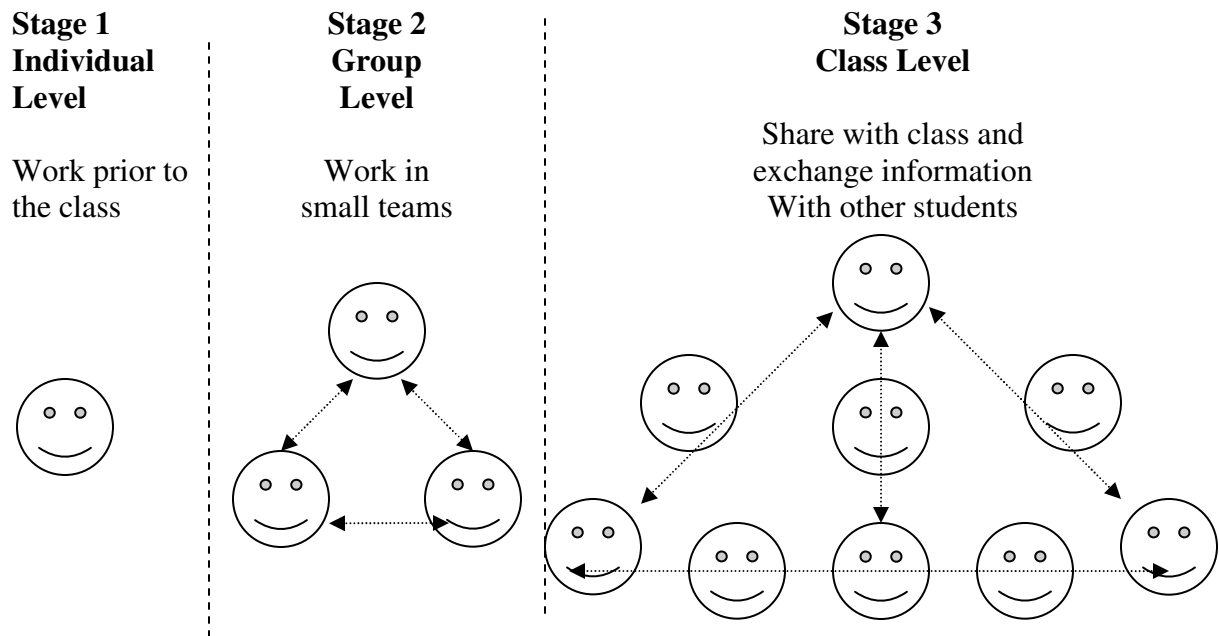 Stage 1
Individual
Level
Work prior to
the class
Stage 2
Group
Level
Work in
small teams
Stage 3
Class Level
Share with class and
exchange information
With other students